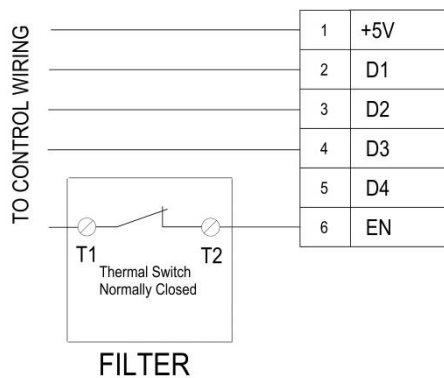 TO CONTROL WIRING
1 +5V
2 D1
3 D2
4 D3
5 D4
6 EN
T1 T2
Thermal Switch
Normally Closed
FILTER